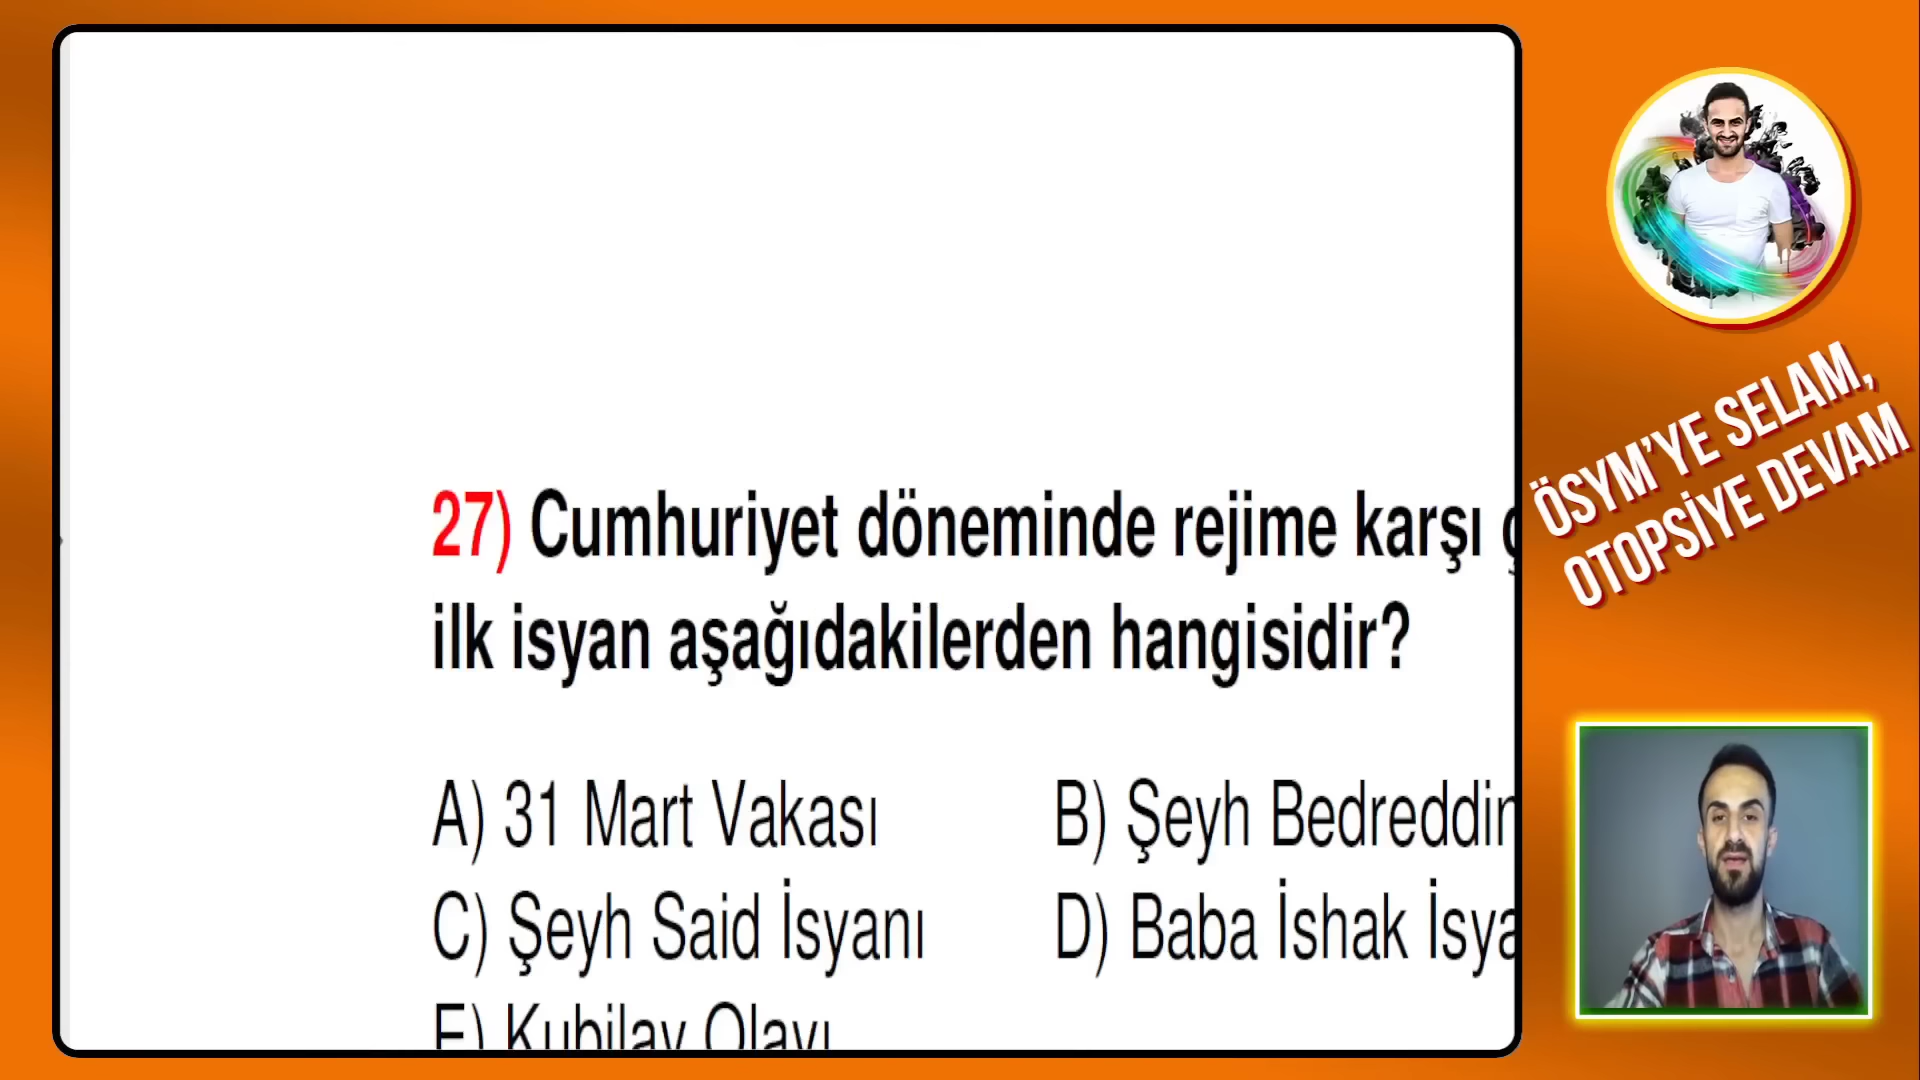 27) Cumhuriyet döneminde rejime karşı
ilk isyan aşağıdakilerden hangisidir?
A) 31 Mart Vakası B) Şeyh Bedreddin
C) Şeyh Said İsyanı D) Baba İshak İsya
E) Kubilay Olayı
ÖSYM'YE SELAM,
OTOPSİYE DEVAM